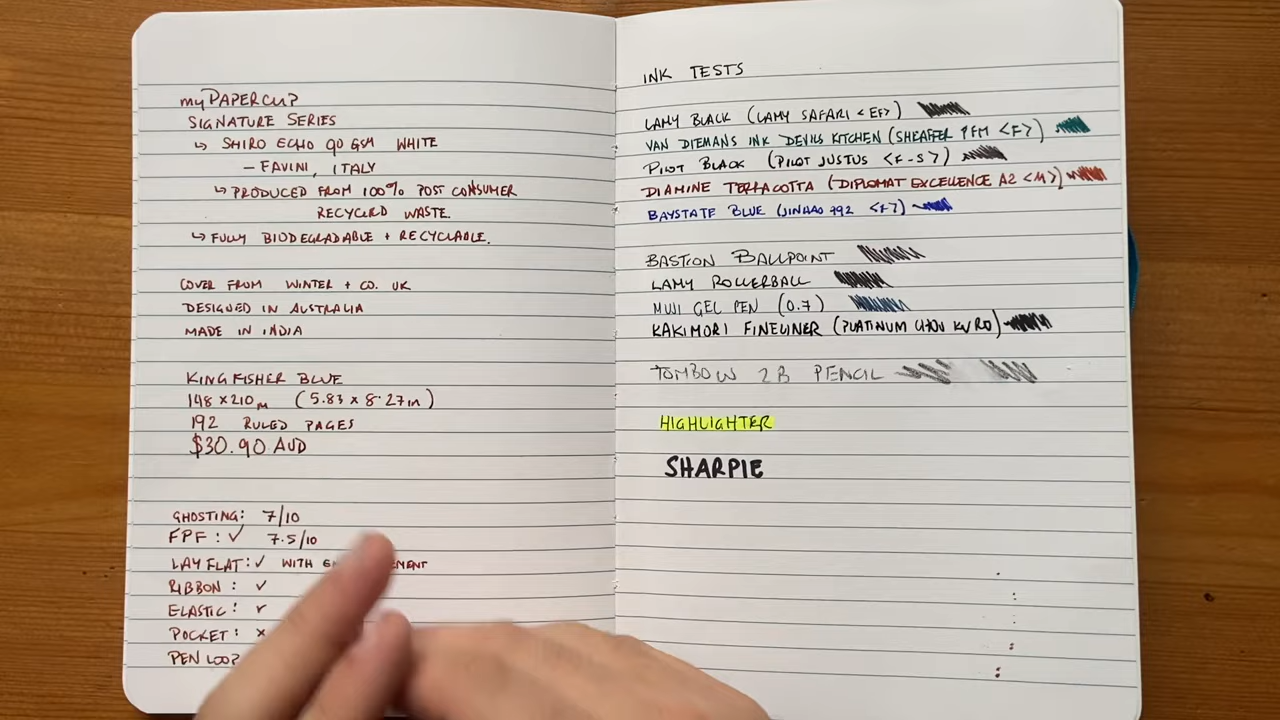 myPAPERCUP
SIGNATURE SERIES
↳ SHIRO ECHO 90 GSM WHITE
– FAVINI, ITALY
↳ PRODUCED FROM 100% POST CONSUMER
RECYCLED WASTE.
↳ FULLY BIODEGRADABLE + RECYCLABLE.
COVER FROM WINTER + CO. UK
DESIGNED IN AUSTRALIA
MADE IN INDIA
KINGFISHER BLUE
148 x 210m (5.83 x 8.27in)
192 RULED PAGES
$30.90 AUD
GHOSTING: 7/10
FPF: ✓ 7.5/10
LAY FLAT: ✓ WITH
RIBBON: ✓
ELASTIC: ✓
POCKET: ×
PEN LOOP
INK TESTS
LAMY BLACK (LAMY SAFARI <EF>)
VAN DIEMANS INK DEVILS KITCHEN (SHEAFFER PFM <F>)
PILOT BLACK (PILOT JUSTUS <F-S>)
DIAMINE TERRACOTTA (DIPLOMAT EXCELLENCE A2 <M>)
BAYSTATE BLUE (JINHAO 992 <F>)
BASTION BALLPOINT
LAMY ROLLERBALL
MUJI GEL PEN (0.7)
KAKIMORI FINELINER (PLATINUM
TOMBOW 2B PENCIL
HIGHLIGHTER
SHARPIE